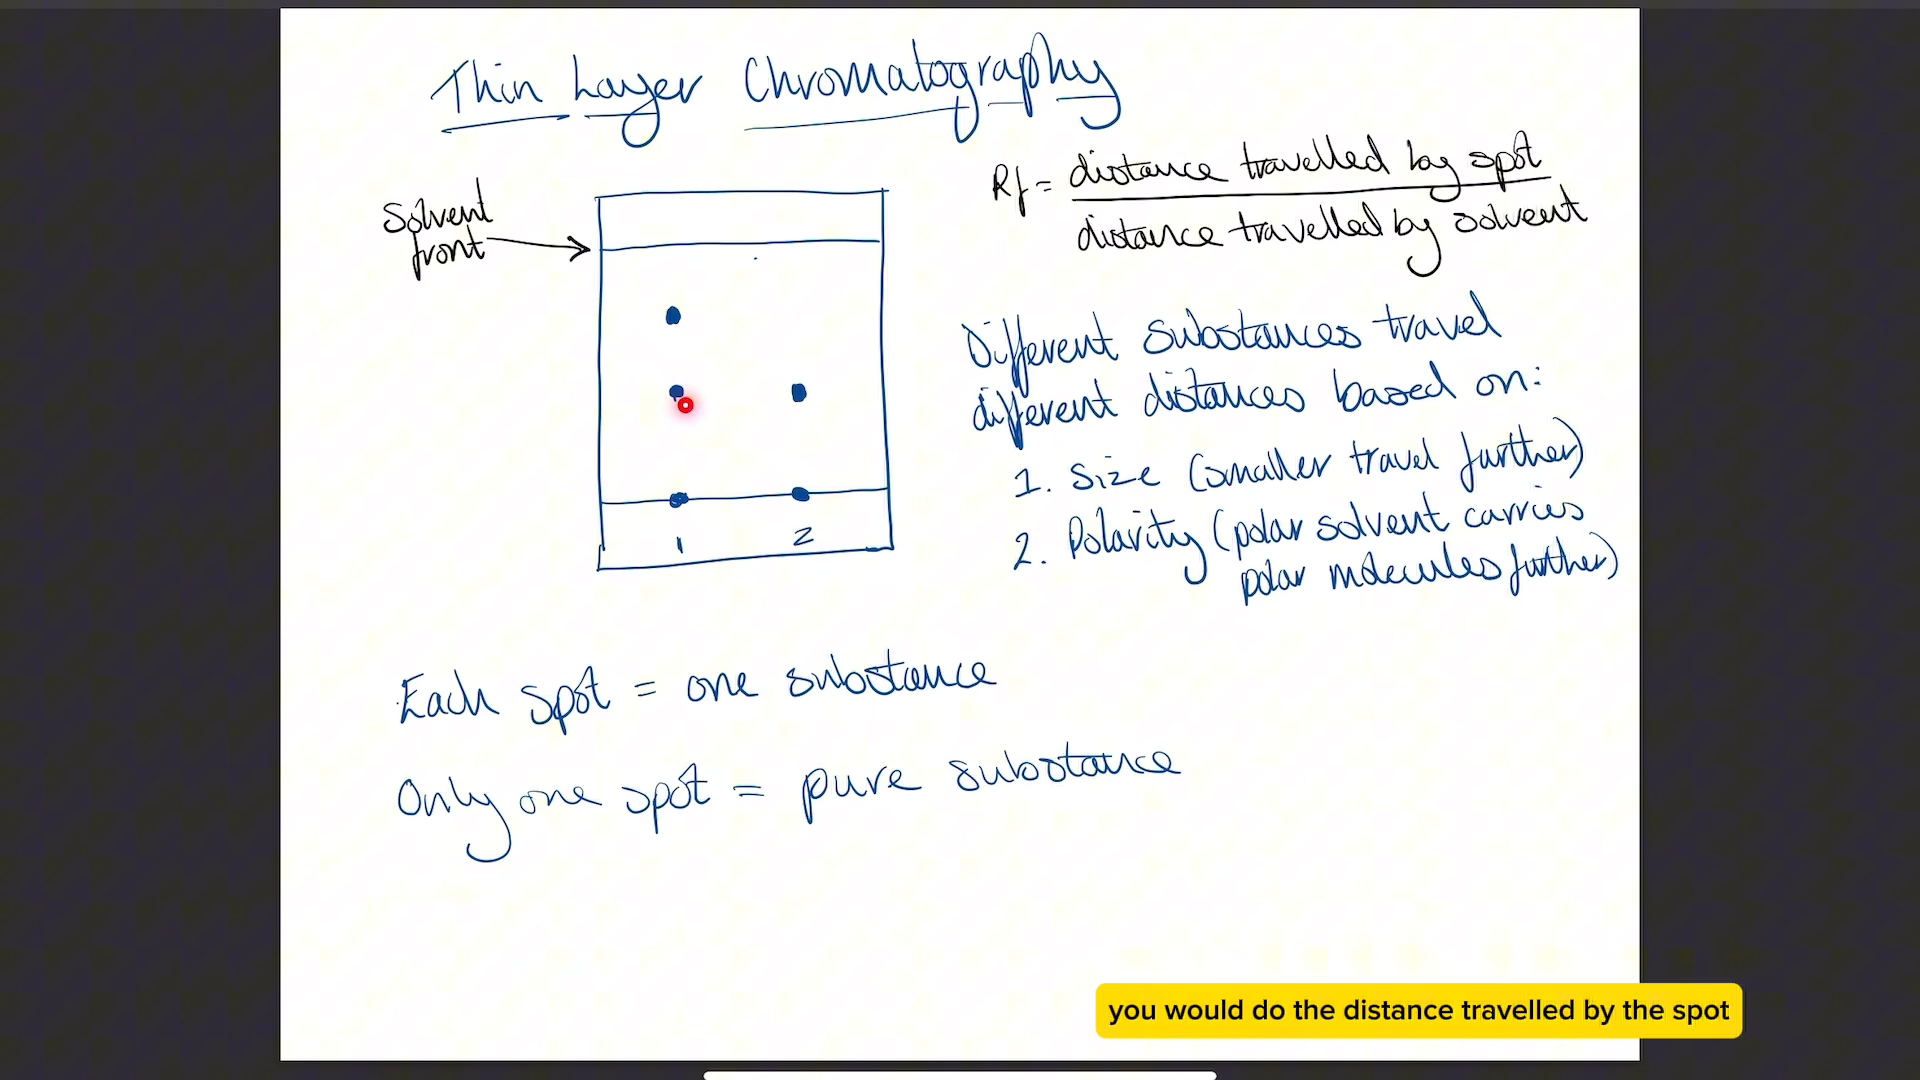 Thin Layer Chromatography
Solvent
front
Rf = distance travelled by spot
distance travelled by solvent
1
2
Different substances travel
different distances based on:
1. Size (smaller travel further)
2. Polarity (polar solvent carries
polar molecules further)
Each spot = one substance
Only one spot = pure substance
you would do the distance travelled by the spot